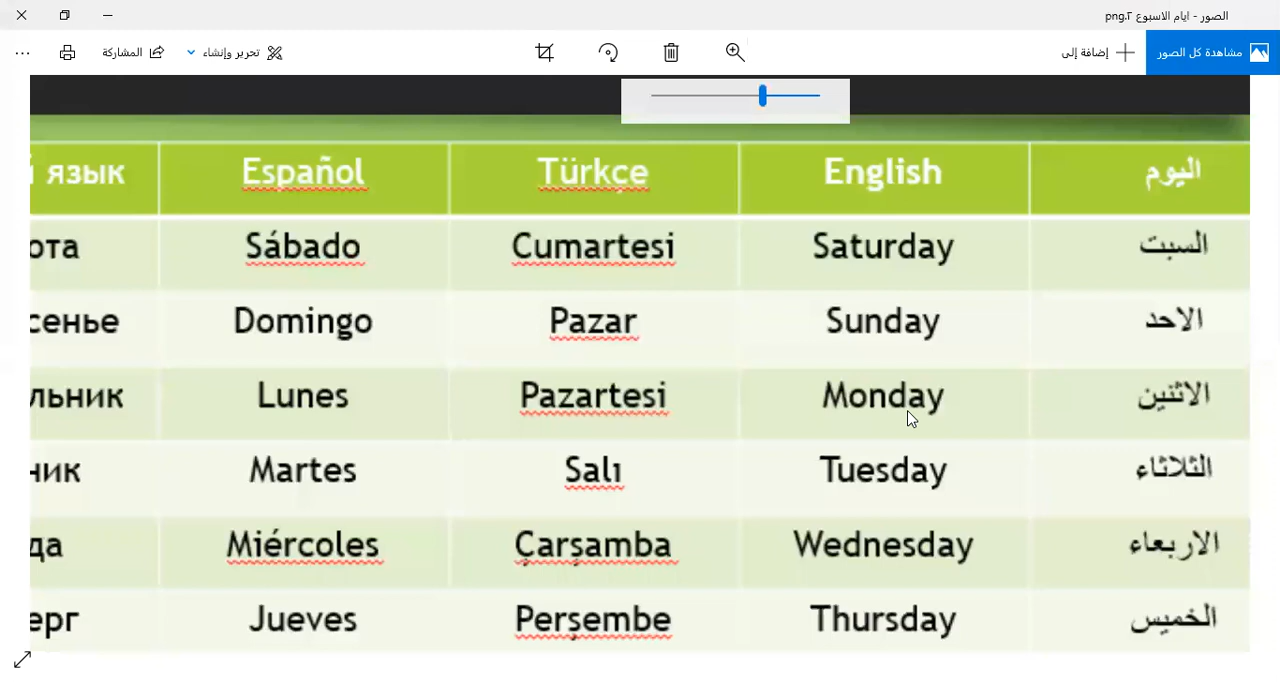 الصور - ايام الاسبوع ٢.png
مشاهدة كل الصور
إضافة إلى
تحرير وإنشاء
المشاركة
اليوم English Türkçe Español й язык
السبت Saturday Cumartesi Sábado ота
الاحد Sunday Pazar Domingo сенье
الاثنين Monday Pazartesi Lunes льник
الثلاثاء Tuesday Salı Martes ник
الاربعاء Wednesday Çarşamba Miércoles да
الخميس Thursday Perşembe Jueves ерг